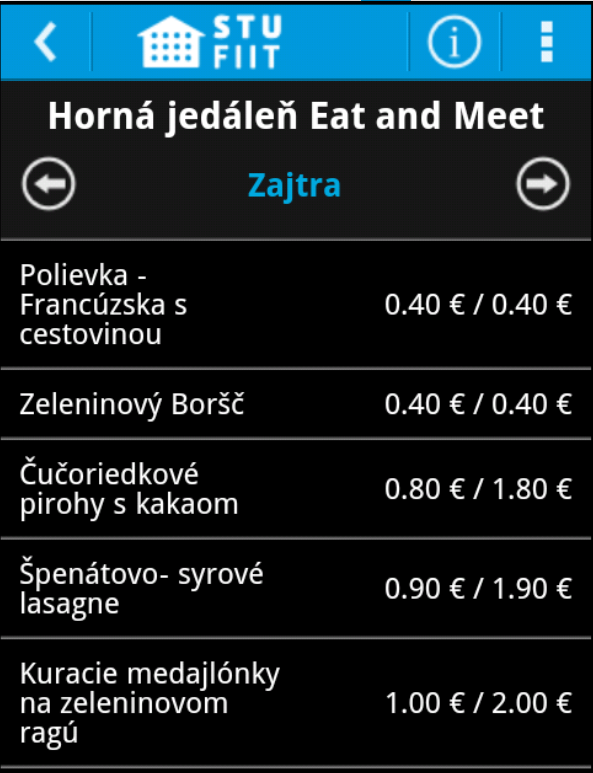 STU
FIIT
i
Horná jedáleň Eat and Meet
Zajtra
Polievka -
Francúzska s
cestovinou
0.40 € / 0.40 €
Zeleninový Boršč
0.40 € / 0.40 €
Čučoriedkové
pirohy s kakaom
0.80 € / 1.80 €
Špenátovo- syrové
lasagne
0.90 € / 1.90 €
Kuracie medajlónky
na zeleninovom
ragú
1.00 € / 2.00 €